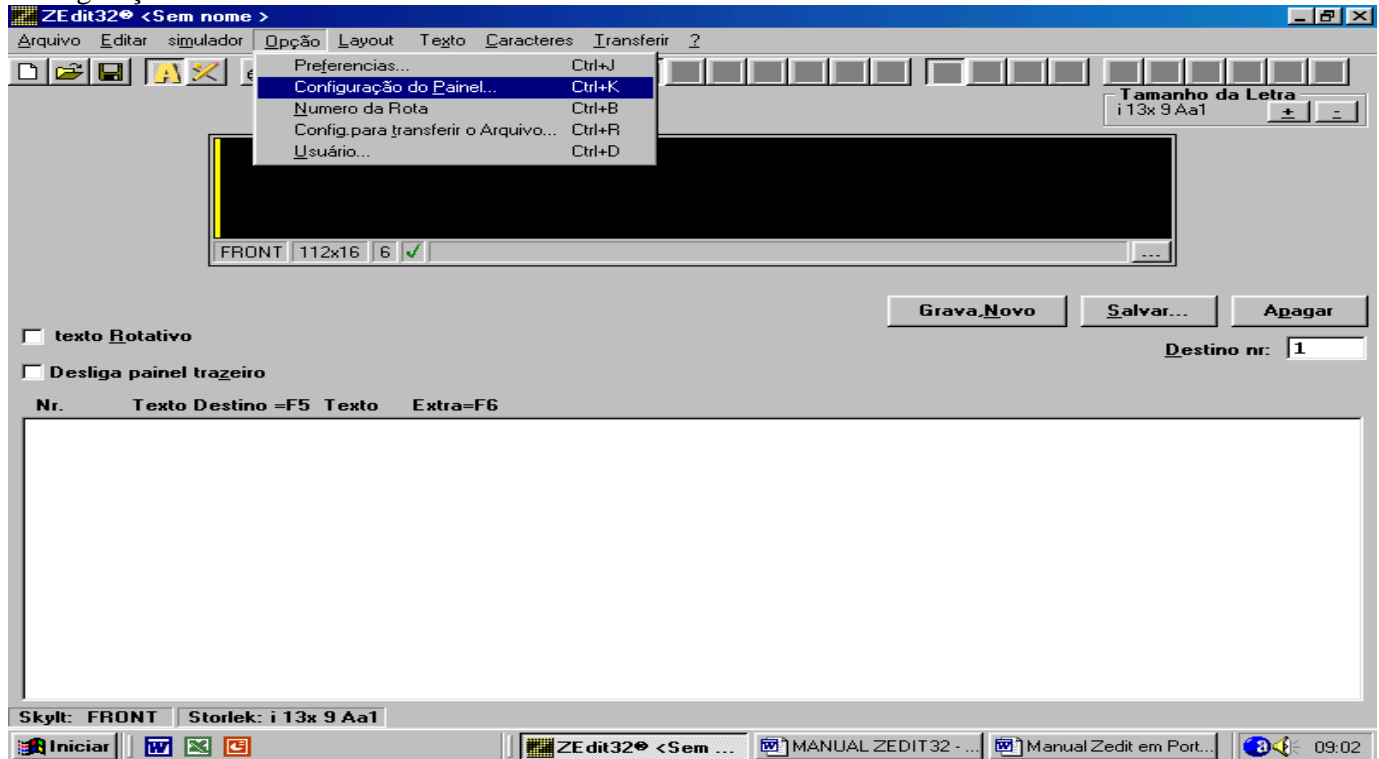 ZEdit32® <Sem nome >
Arquivo Editar simulador Opção Layout Texto Caracteres Transferir ?
Preferencias... Ctrl+J
Configuração do Painel... Ctrl+K
Numero da Rota Ctrl+B
Config.para transferir o Arquivo... Ctrl+R
Usuário... Ctrl+D
Tamanho da Letra
i 13x 9 Aa1 + -
FRONT 112x16 6 ...
Grava,Novo Salvar... Apagar
texto Rotativo
Destino nr: 1
Desliga painel trazeiro
Nr. Texto Destino =F5 Texto Extra=F6
Skylt: FRONT Storlek: i 13x 9 Aa1
Iniciar ZEdit32® <Sem ... MANUAL ZEDIT32 - ... Manual Zedit em Port... 09:02